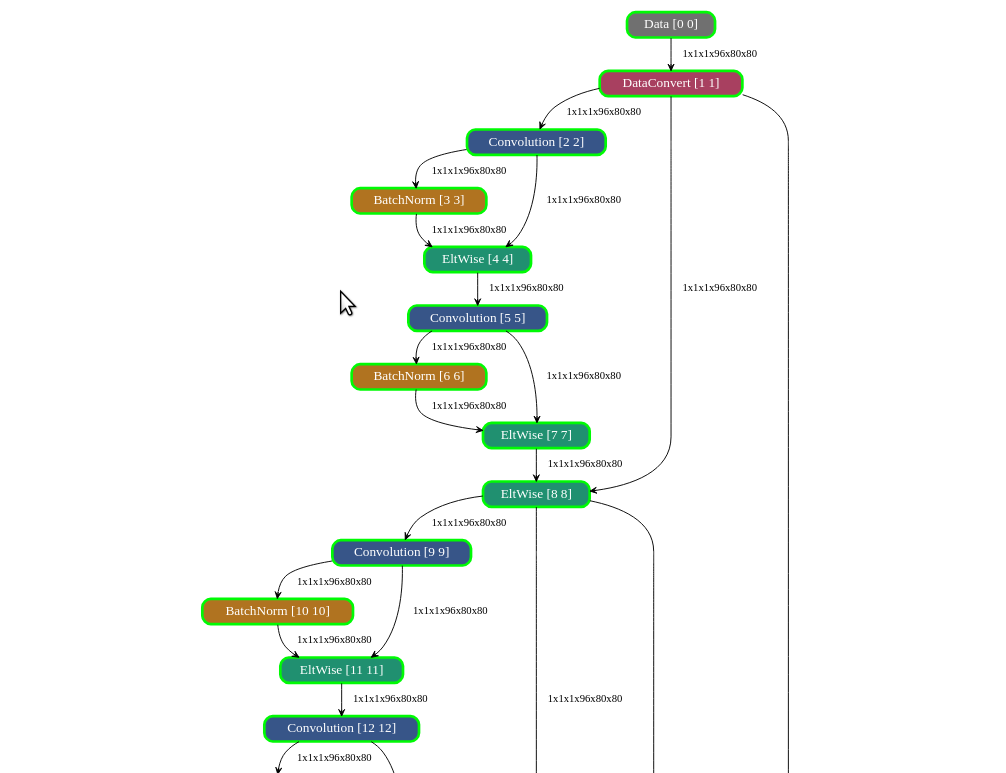 Data [0 0]
1x1x1x96x80x80
DataConvert [1 1]
1x1x1x96x80x80
Convolution [2 2]
1x1x1x96x80x80
1x1x1x96x80x80
BatchNorm [3 3]
1x1x1x96x80x80
EltWise [4 4]
1x1x1x96x80x80
1x1x1x96x80x80
Convolution [5 5]
1x1x1x96x80x80
1x1x1x96x80x80
BatchNorm [6 6]
1x1x1x96x80x80
EltWise [7 7]
1x1x1x96x80x80
EltWise [8 8]
1x1x1x96x80x80
Convolution [9 9]
1x1x1x96x80x80
1x1x1x96x80x80
BatchNorm [10 10]
1x1x1x96x80x80
EltWise [11 11]
1x1x1x96x80x80
1x1x1x96x80x80
Convolution [12 12]
1x1x1x96x80x80